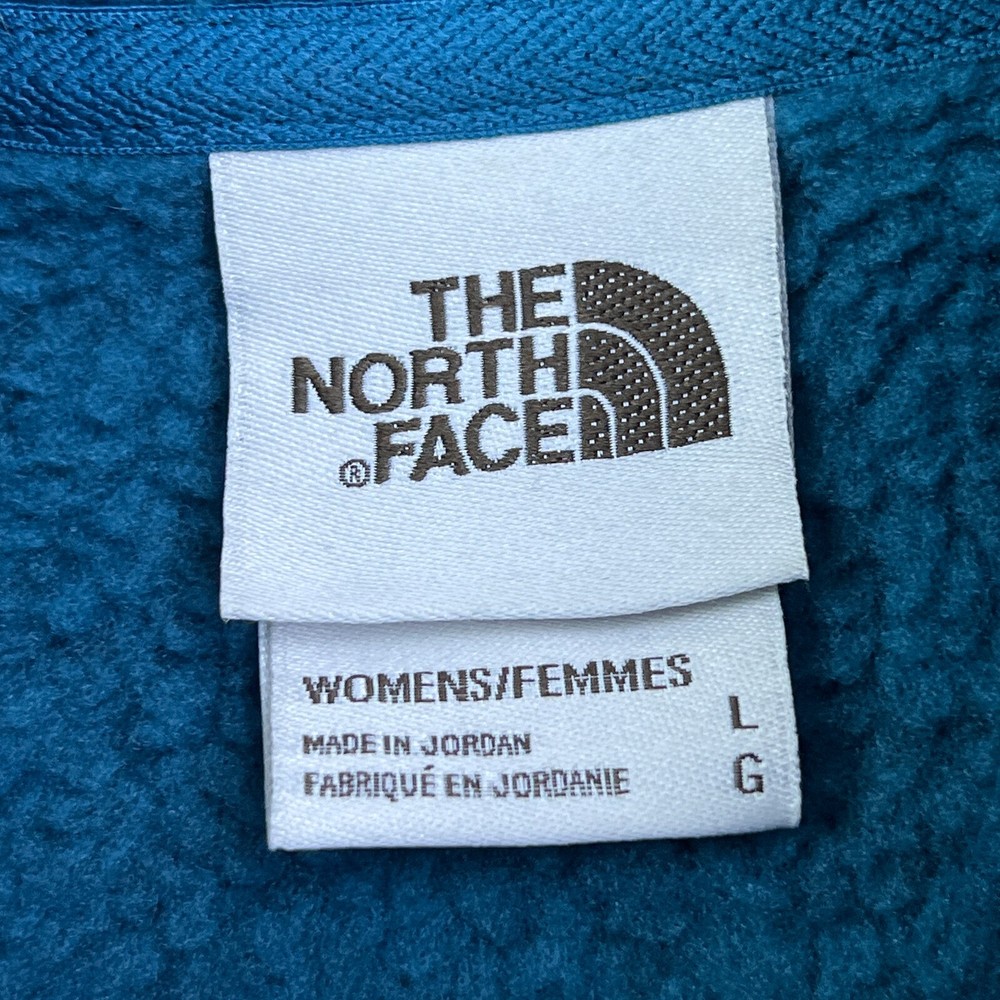 THE
NORTH
®FACE
WOMENS/FEMMES
L
MADE IN JORDAN
FABRIQUÉ EN JORDANIE
G